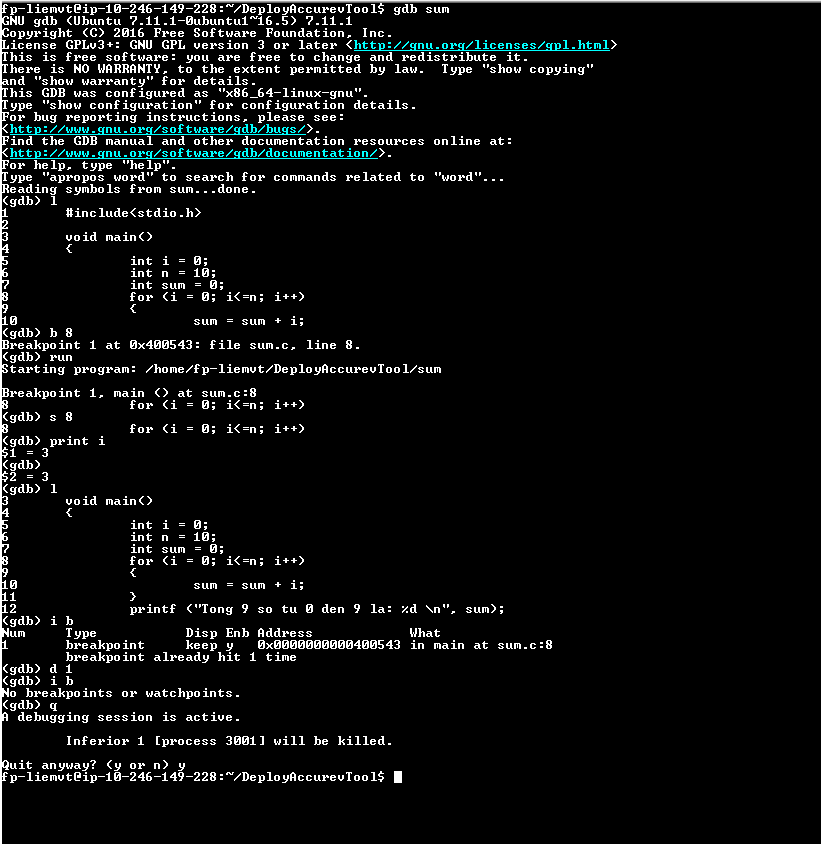 fp-liemvt@ip-10-246-149-228:~/DeployAccurevTool$ gdb sum
GNU gdb (Ubuntu 7.11.1-0ubuntu1~16.5) 7.11.1
Copyright (C) 2016 Free Software Foundation, Inc.
License GPLv3+: GNU GPL version 3 or later <http://gnu.org/licenses/gpl.html>
This is free software: you are free to change and redistribute it.
There is NO WARRANTY, to the extent permitted by law.  Type "show copying"
and "show warranty" for details.
This GDB was configured as "x86_64-linux-gnu".
Type "show configuration" for configuration details.
For bug reporting instructions, please see:
<http://www.gnu.org/software/gdb/bugs/>.
Find the GDB manual and other documentation resources online at:
<http://www.gnu.org/software/gdb/documentation/>.
For help, type "help".
Type "apropos word" to search for commands related to "word"...
Reading symbols from sum...done.
(gdb) l
1       #include<stdio.h>
2
3       void main()
4       {
5               int i = 0;
6               int n = 10;
7               int sum = 0;
8               for (i = 0; i<=n; i++)
9               {
10                      sum = sum + i;
(gdb) b 8
Breakpoint 1 at 0x400543: file sum.c, line 8.
(gdb) run
Starting program: /home/fp-liemvt/DeployAccurevTool/sum

Breakpoint 1, main () at sum.c:8
8               for (i = 0; i<=n; i++)
(gdb) s 8
8               for (i = 0; i<=n; i++)
(gdb) print i
$1 = 3
(gdb)
$2 = 3
(gdb) l
3       void main()
4       {
5               int i = 0;
6               int n = 10;
7               int sum = 0;
8               for (i = 0; i<=n; i++)
9               {
10                      sum = sum + i;
11              }
12              printf ("Tong 9 so tu 0 den 9 la: %d \n", sum);
(gdb) i b
Num     Type           Disp Enb Address            What
1       breakpoint     keep y   0x0000000000400543 in main at sum.c:8
        breakpoint already hit 1 time
(gdb) d 1
(gdb) i b
No breakpoints or watchpoints.
(gdb) q
A debugging session is active.

        Inferior 1 [process 3001] will be killed.

Quit anyway? (y or n) y
fp-liemvt@ip-10-246-149-228:~/DeployAccurevTool$